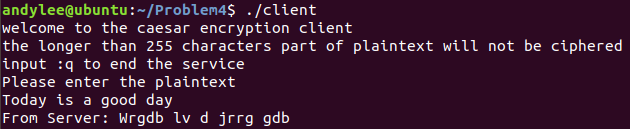 andylee@ubuntu:~/Problem4$ ./client
welcome to the caesar encryption client
the longer than 255 characters part of plaintext will not be ciphered
input :q to end the service
Please enter the plaintext
Today is a good day
From Server: Wrgdb lv d jrrg gdb